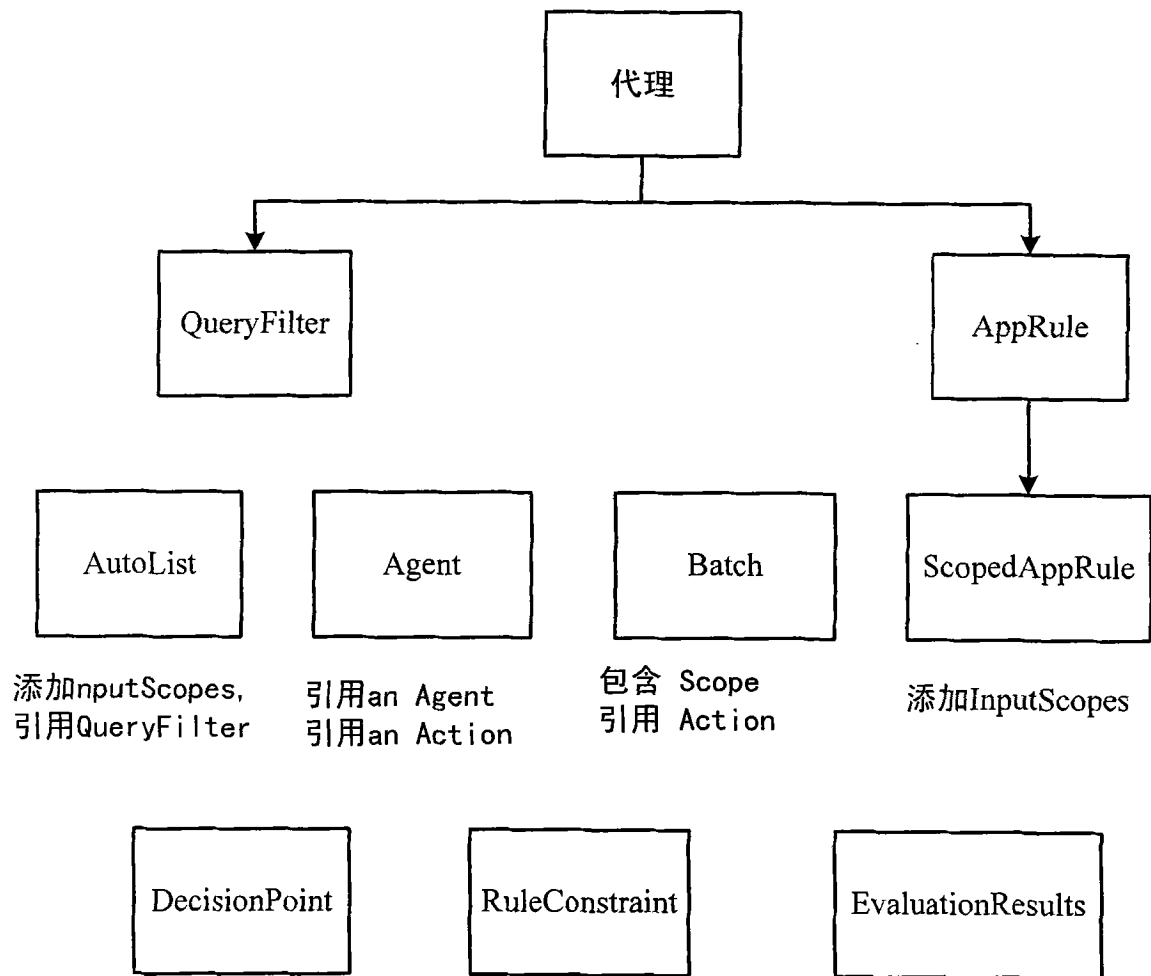 代理
QueryFilter
AppRule
AutoList
Agent
Batch
ScopedAppRule
添加nputScopes,
引用QueryFilter
引用an Agent
引用an Action
包含 Scope
引用 Action
添加InputScopes
DecisionPoint
RuleConstraint
EvaluationResults